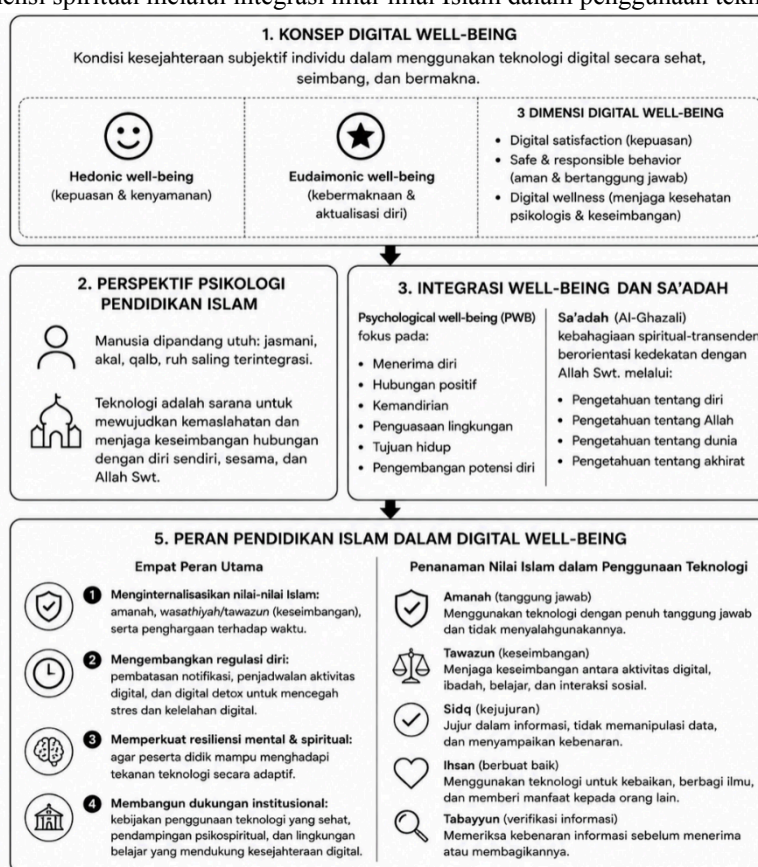 spiritual melalui integrasi nilai-nilai Islam dalam penggunaan
1. KONSEP DIGITAL WELL-BEING
Kondisi kesejahteraan subjektif individu dalam menggunakan teknologi digital secara sehat,
seimbang, dan bermakna.
Hedonic well-being
(kepuasan & kenyamanan)
Eudaimonic well-being
(kebermaknaan &
aktualisasi diri)
3 DIMENSI DIGITAL WELL-BEING
• Digital satisfaction (kepuasan)
• Safe & responsible behavior
(aman & bertanggung jawab)
• Digital wellness (menjaga kesehatan
psikologis & keseimbangan)
2. PERSPEKTIF PSIKOLOGI
PENDIDIKAN ISLAM
Manusia dipandang utuh: jasmani,
akal, qalb, ruh saling terintegrasi.
Teknologi adalah sarana untuk
mewujudkan kemaslahatan dan
menjaga keseimbangan hubungan
dengan diri sendiri, sesama, dan
Allah Swt.
3. INTEGRASI WELL-BEING DAN SA'ADAH
Psychological well-being (PWB)
fokus pada:
• Menerima diri
• Hubungan positif
• Kemandirian
• Penguasaan lingkungan
• Tujuan hidup
• Pengembangan potensi diri
Sa'adah (Al-Ghazali)
kebahagiaan spiritual-transenden
berorientasi kedekatan dengan
Allah Swt. melalui:
• Pengetahuan tentang diri
• Pengetahuan tentang Allah
• Pengetahuan tentang dunia
• Pengetahuan tentang akhirat
5. PERAN PENDIDIKAN ISLAM DALAM DIGITAL WELL-BEING
Empat Peran Utama
1 Menginternalisasikan nilai-nilai Islam:
amanah, wasathiyah/tawazun (keseimbangan),
serta penghargaan terhadap waktu.
2 Mengembangkan regulasi diri:
pembatasan notifikasi, penjadwalan aktivitas
digital, dan digital detox untuk mencegah
stres dan kelelahan digital.
3 Memperkuat resiliensi mental & spiritual:
agar peserta didik mampu menghadapi
tekanan teknologi secara adaptif.
4 Membangun dukungan institusional:
kebijakan penggunaan teknologi yang sehat,
pendampingan psikospiritual, dan lingkungan
belajar yang mendukung kesejahteraan digital.
Penanaman Nilai Islam dalam Penggunaan Teknologi
Amanah (tanggung jawab)
Menggunakan teknologi dengan penuh tanggung jawab
dan tidak menyalahgunakannya.
Tawazun (keseimbangan)
Menjaga keseimbangan antara aktivitas digital,
ibadah, belajar, dan interaksi sosial.
Sidq (kejujuran)
Jujur dalam informasi, tidak memanipulasi data,
dan menyampaikan kebenaran.
Ihsan (berbuat baik)
Menggunakan teknologi untuk kebaikan, berbagi ilmu,
dan memberi manfaat kepada orang lain.
Tabayyun (verifikasi informasi)
Memeriksa kebenaran informasi sebelum menerima
atau membagikannya.